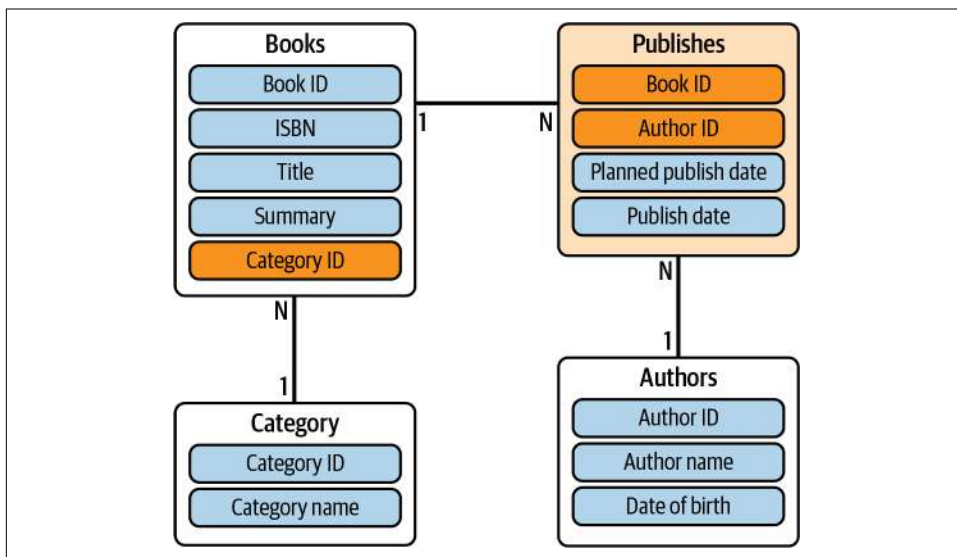 Books
Book ID
ISBN
Title
Summary
Category ID
Publishes
Book ID
Author ID
Planned publish date
Publish date
1
N
N
1
N
1
Category
Category ID
Category name
Authors
Author ID
Author name
Date of birth